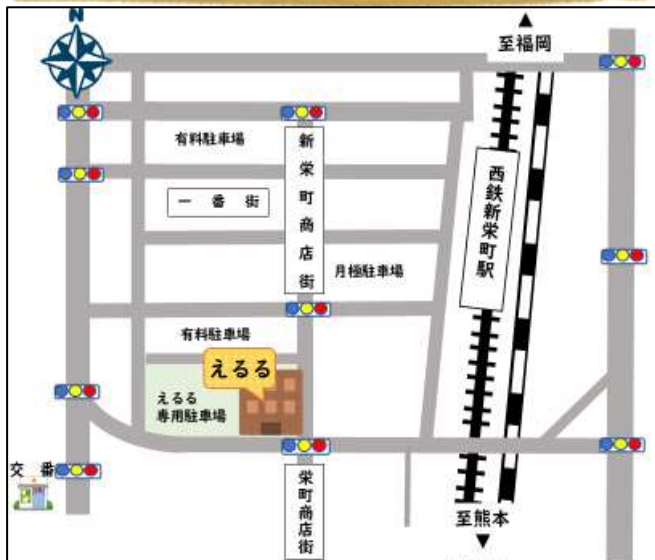 N
至福岡
有料駐車場
新栄町商店街
一番街
西鉄新栄町駅
月極駐車場
有料駐車場
えるる
えるる
専用駐車場
交番
栄町商店街
至熊本